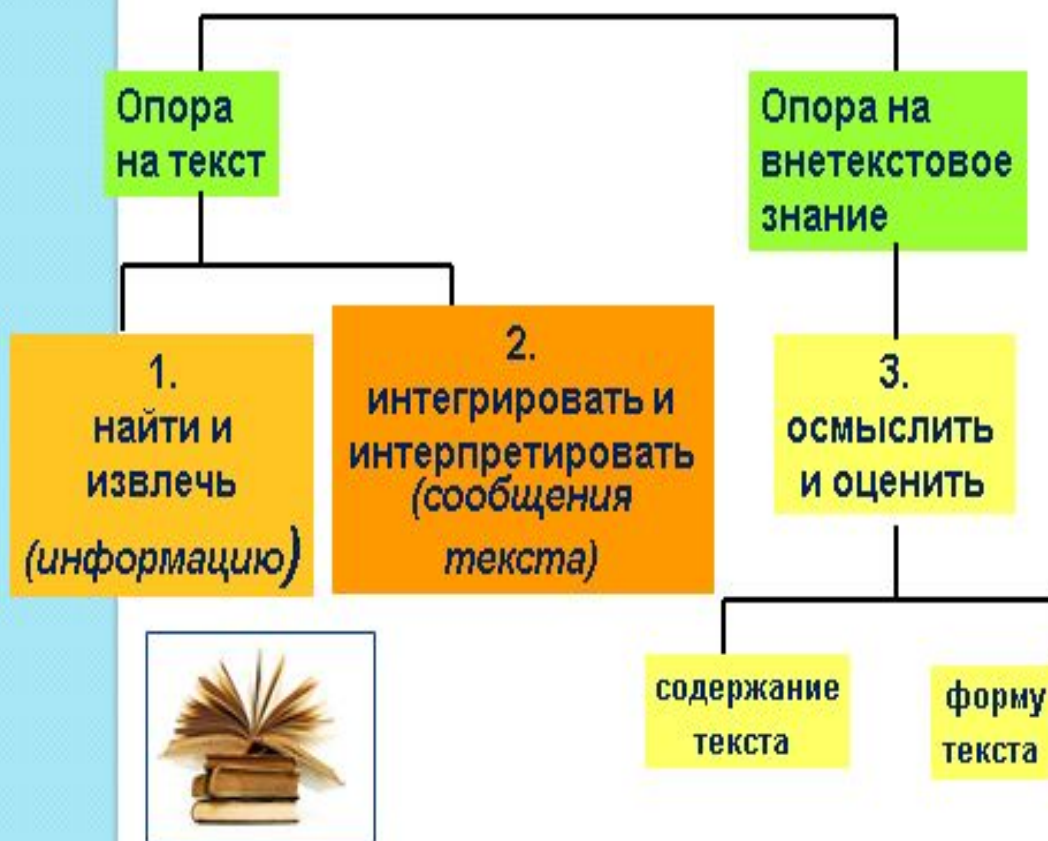 Опора
на текст
Опора на
внетекстовое
знание
1.
найти и
извлечь
(информацию)
2.
интегрировать и
интерпретировать
(сообщения
текста)
3.
осмыслить
и оценить
содержание
текста
форму
текста